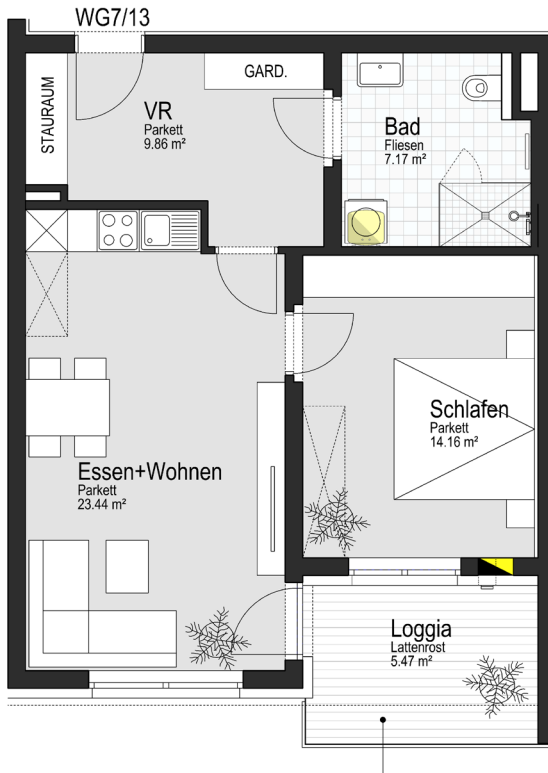 WG7/13
STAURAUM
GARD.
VR
Parkett
9.86 m²
Bad
Fliesen
7.17 m²
Schlafen
Parkett
14.16 m²
Essen+Wohnen
Parkett
23.44 m²
Loggia
Lattenrost
5.47 m²